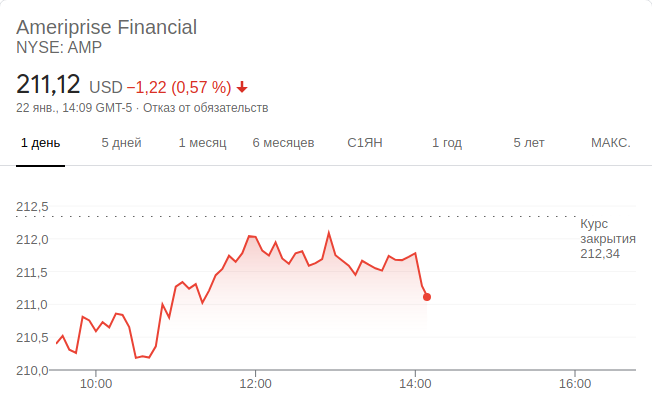 Ameriprise Financial
NYSE: AMP
211,12 USD −1,22 (0,57 %)
22 янв., 14:09 GMT-5 · Отказ от обязательств
1 день 5 дней 1 месяц 6 месяцев С1ЯН 1 год 5 лет МАКС.
212,5
Курс
212,0 закрытия
212,34
211,5
211,0
210,5
210,0
10:00 12:00 14:00 16:00